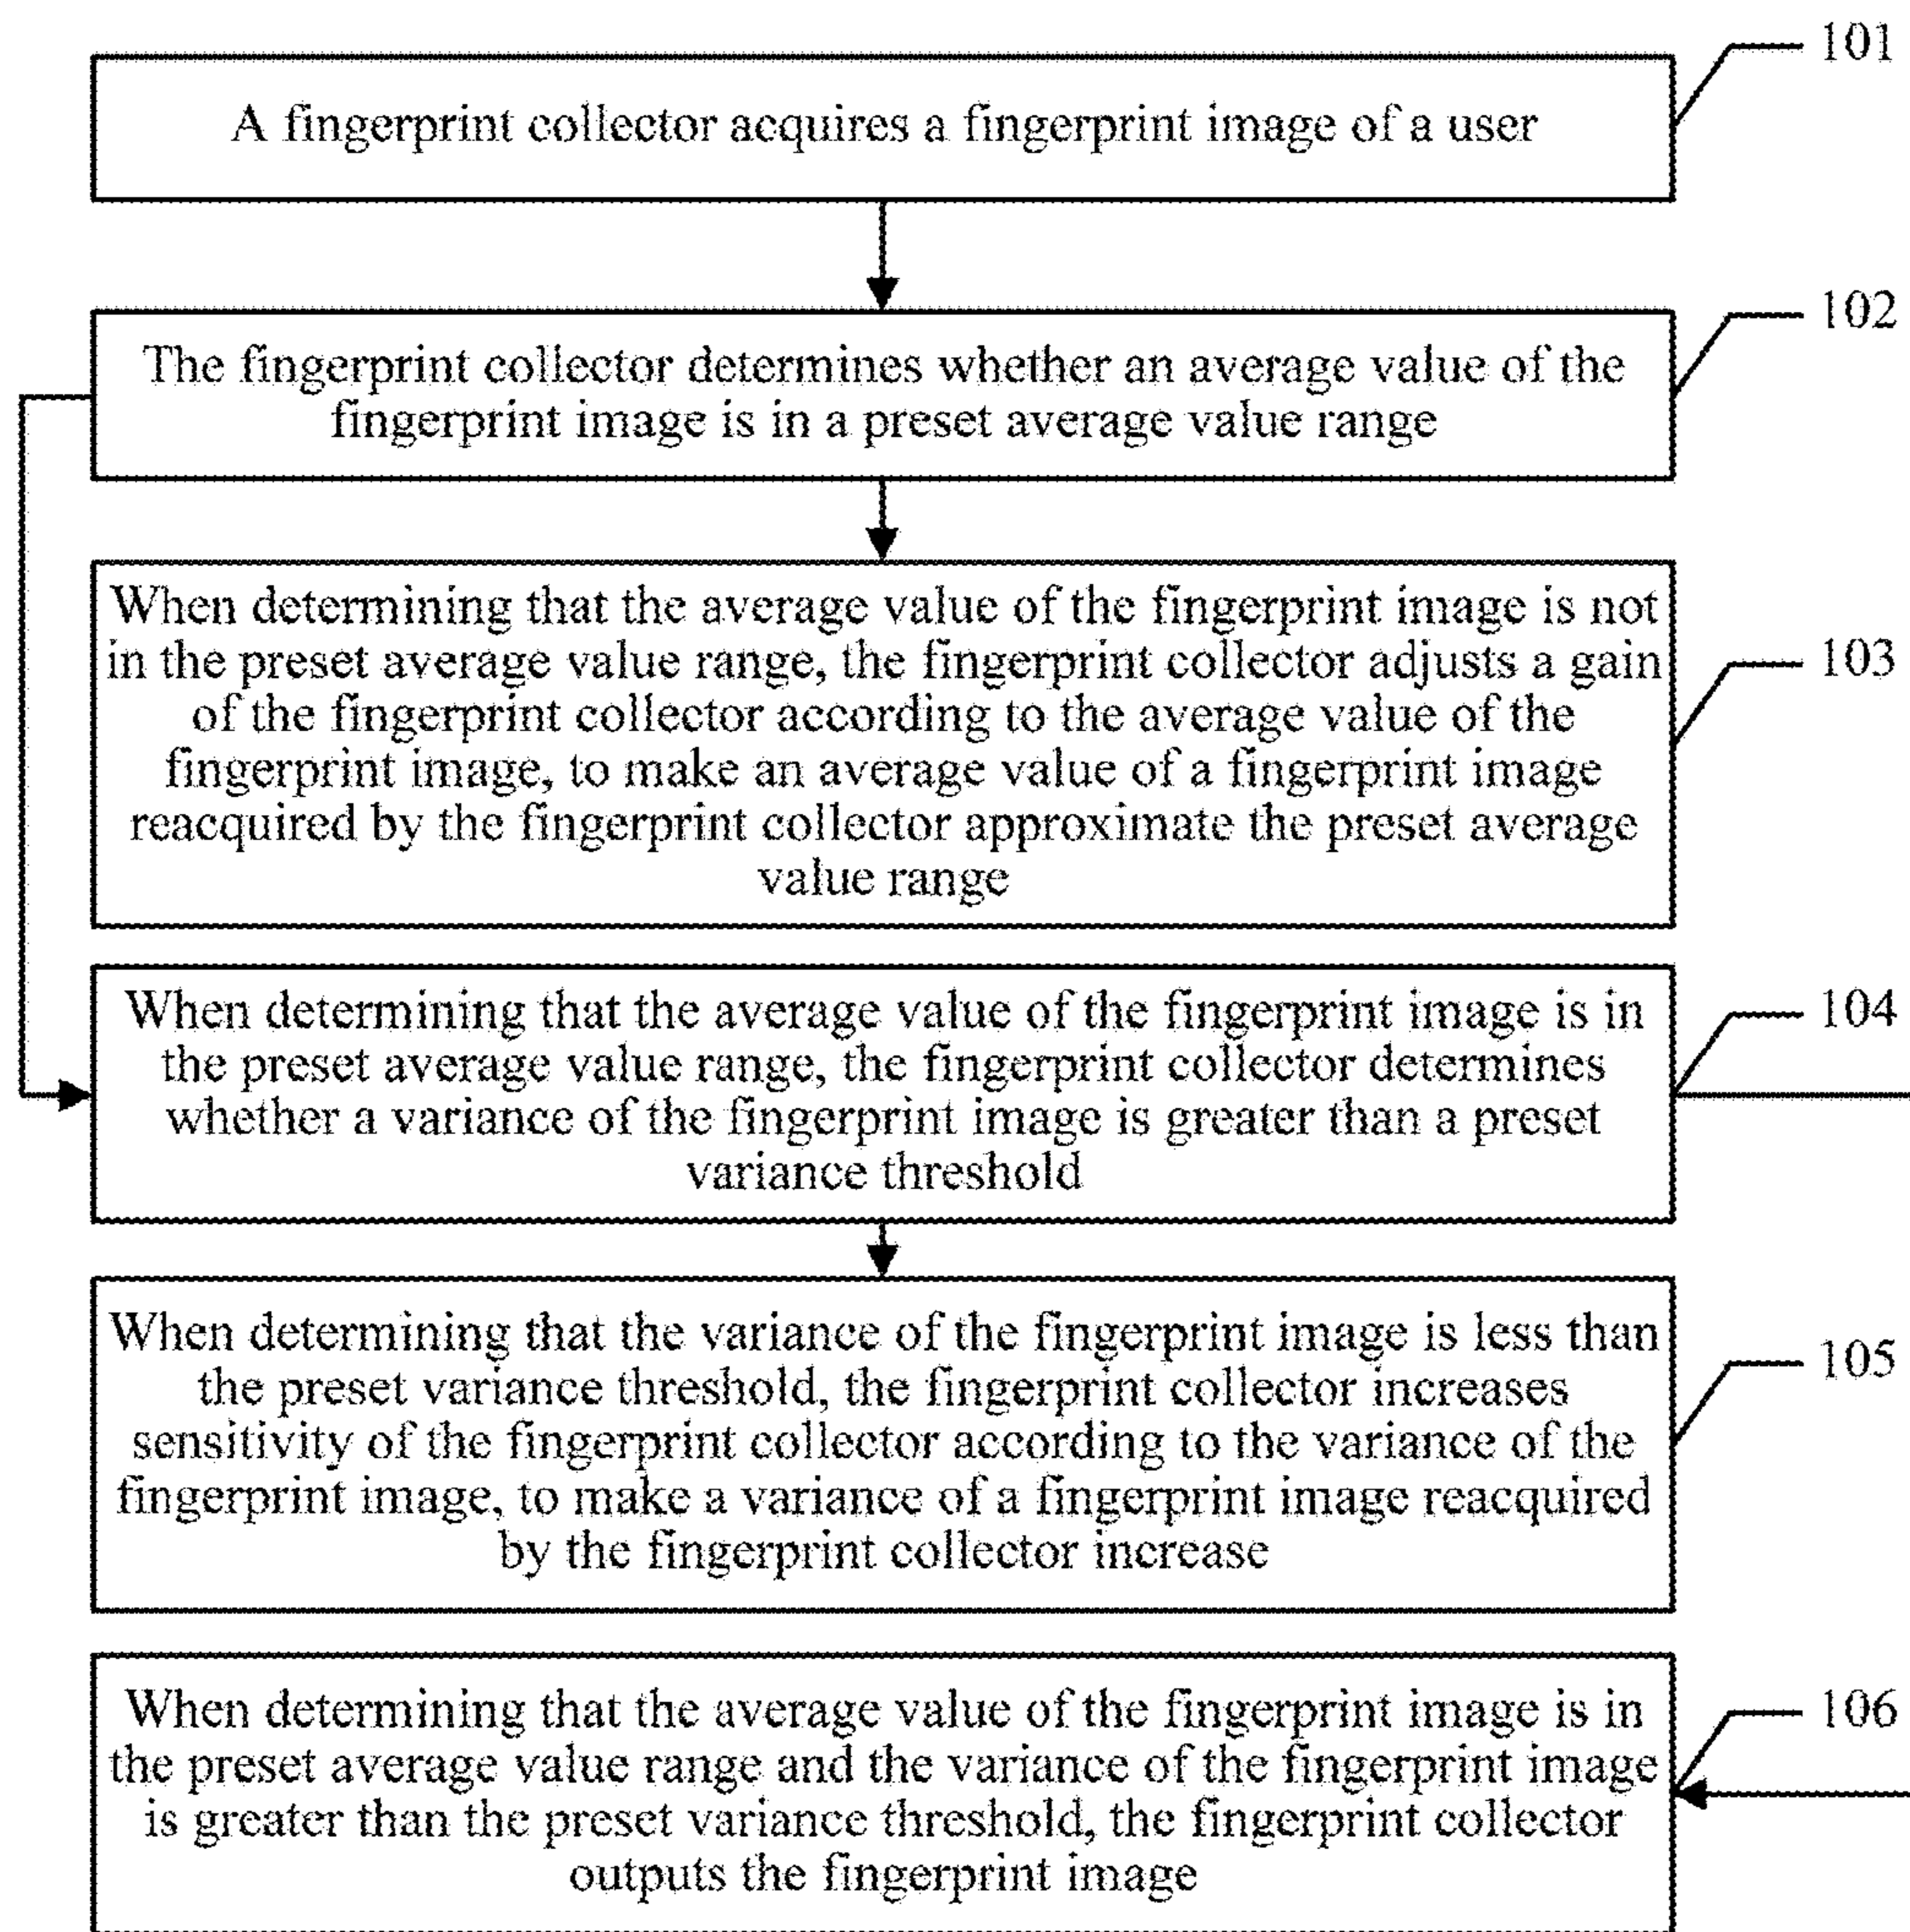 101
A fingerprint collector acquires a fingerprint image of a user
102
The fingerprint collector determines whether an average value of the
fingerprint image is in a preset average value range
When determining that the average value of the fingerprint image is not
in the preset average value range, the fingerprint collector adjusts a gain
103
of the fingerprint collector according to the average value of the
fingerprint image, to make an average value of a fingerprint image
reacquired by the fingerprint collector approximate the preset average
value range
104
When determining that the average value of the fingerprint image is in
the preset average value range, the fingerprint collector determines
whether a variance of the fingerprint image is greater than a preset
variance threshold
When determining that the variance of the fingerprint image is less than
105
the preset variance threshold, the fingerprint collector increases
sensitivity of the fingerprint collector according to the variance of the
fingerprint image, to make a variance of a fingerprint image reacquired
by the fingerprint collector increase
106
When determining that the average value of the fingerprint image is in
the preset average value range and the variance of the fingerprint image
is greater than the preset variance threshold, the fingerprint collector
outputs the fingerprint image